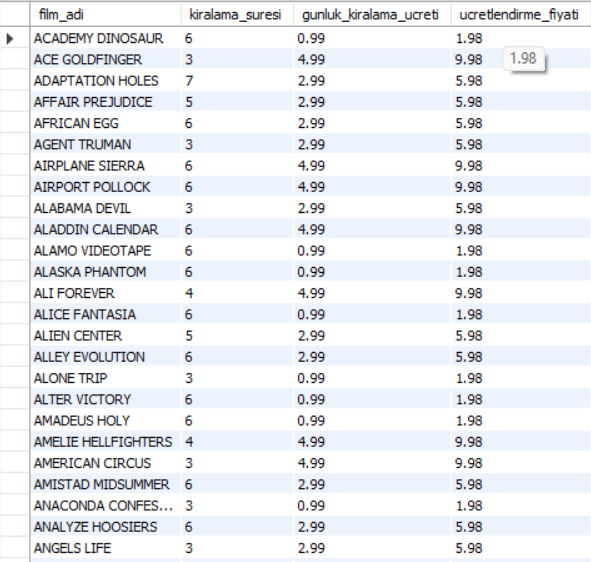 film_adi kiralama_suresi gunluk_kiralama_ucreti ucretlendirme_fiyati
ACADEMY DINOSAUR 6 0.99 1.98
ACE GOLDFINGER 3 4.99 9.98 1.98
ADAPTATION HOLES 7 2.99 5.98
AFFAIR PREJUDICE 5 2.99 5.98
AFRICAN EGG 6 2.99 5.98
AGENT TRUMAN 3 2.99 5.98
AIRPLANE SIERRA 6 4.99 9.98
AIRPORT POLLOCK 6 4.99 9.98
ALABAMA DEVIL 3 2.99 5.98
ALADDIN CALENDAR 6 4.99 9.98
ALAMO VIDEOTAPE 6 0.99 1.98
ALASKA PHANTOM 6 0.99 1.98
ALI FOREVER 4 4.99 9.98
ALICE FANTASIA 6 0.99 1.98
ALIEN CENTER 5 2.99 5.98
ALLEY EVOLUTION 6 2.99 5.98
ALONE TRIP 3 0.99 1.98
ALTER VICTORY 6 0.99 1.98
AMADEUS HOLY 6 0.99 1.98
AMELIE HELLFIGHTERS 4 4.99 9.98
AMERICAN CIRCUS 3 4.99 9.98
AMISTAD MIDSUMMER 6 2.99 5.98
ANACONDA CONFES... 3 0.99 1.98
ANALYZE HOOSIERS 6 2.99 5.98
ANGELS LIFE 3 2.99 5.98